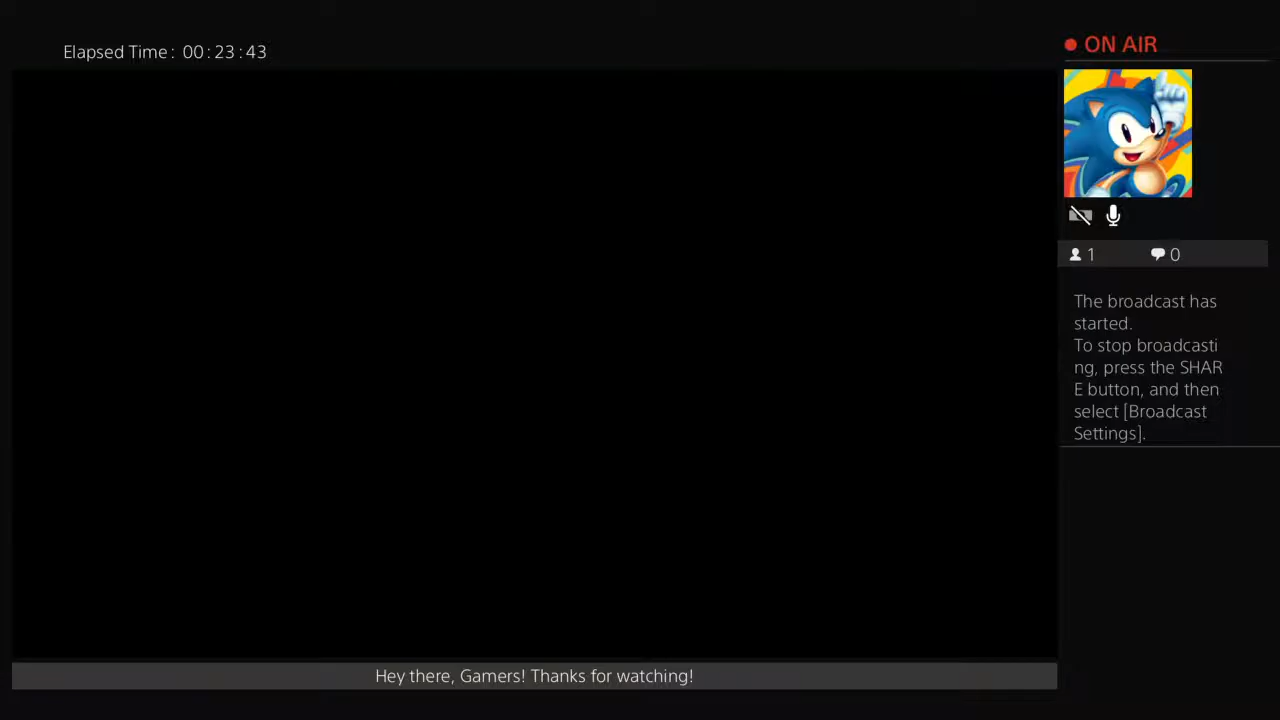 Elapsed Time: 00:23:43
ON AIR
1 0
The broadcast has
started.
To stop broadcasti
ng, press the SHAR
E button, and then
select [Broadcast
Settings].
Hey there, Gamers! Thanks for watching!